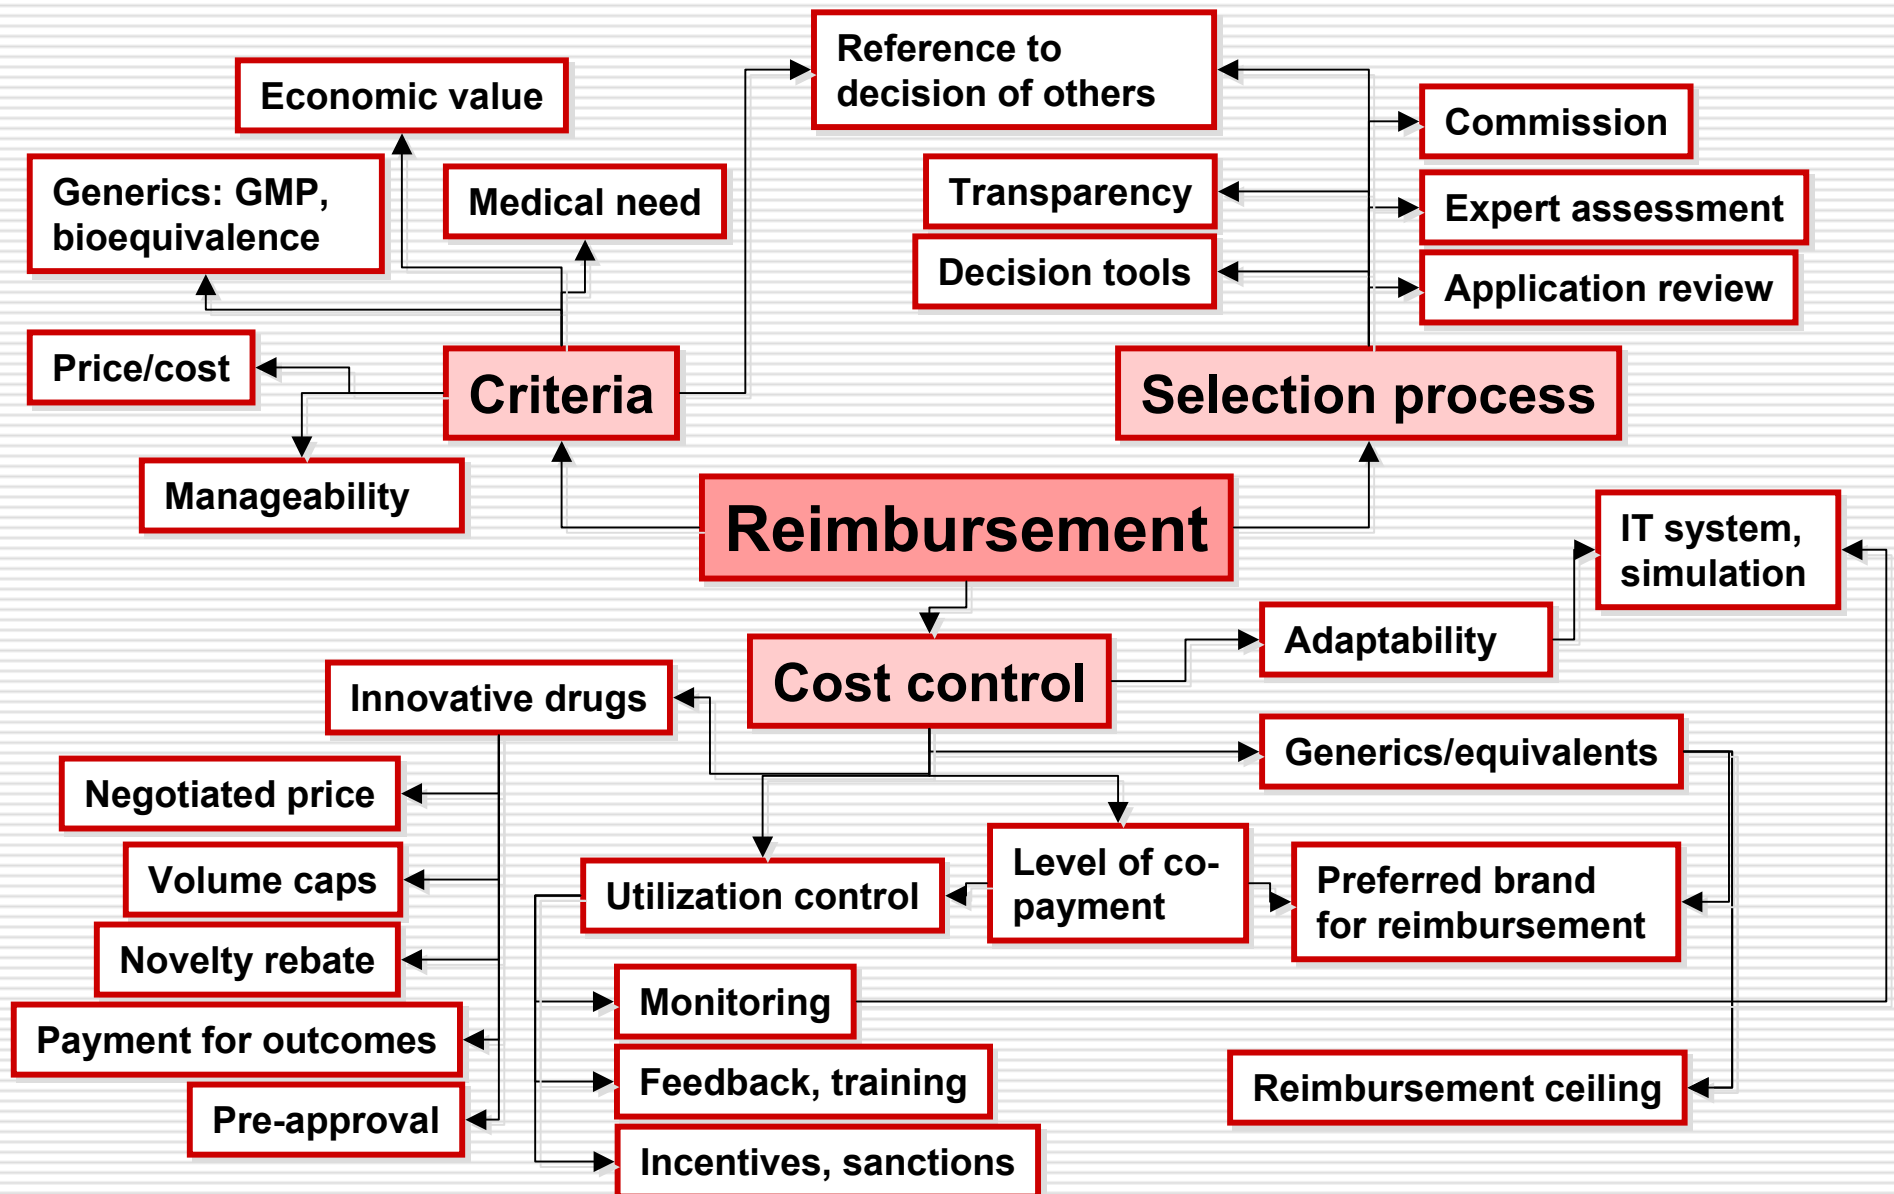 Reference to
decision of others
Economic value
Commission
Generics: GMP,
bioequivalence
Medical need
Transparency
Expert assessment
Decision tools
Application review
Price/cost
Criteria
Selection process
Manageability
Reimbursement
IT system,
simulation
Adaptability
Cost control
Innovative drugs
Generics/equivalents
Negotiated price
Volume caps
Utilization control
Level of co-
payment
Preferred brand
for reimbursement
Novelty rebate
Monitoring
Payment for outcomes
Feedback, training
Reimbursement ceiling
Pre-approval
Incentives, sanctions